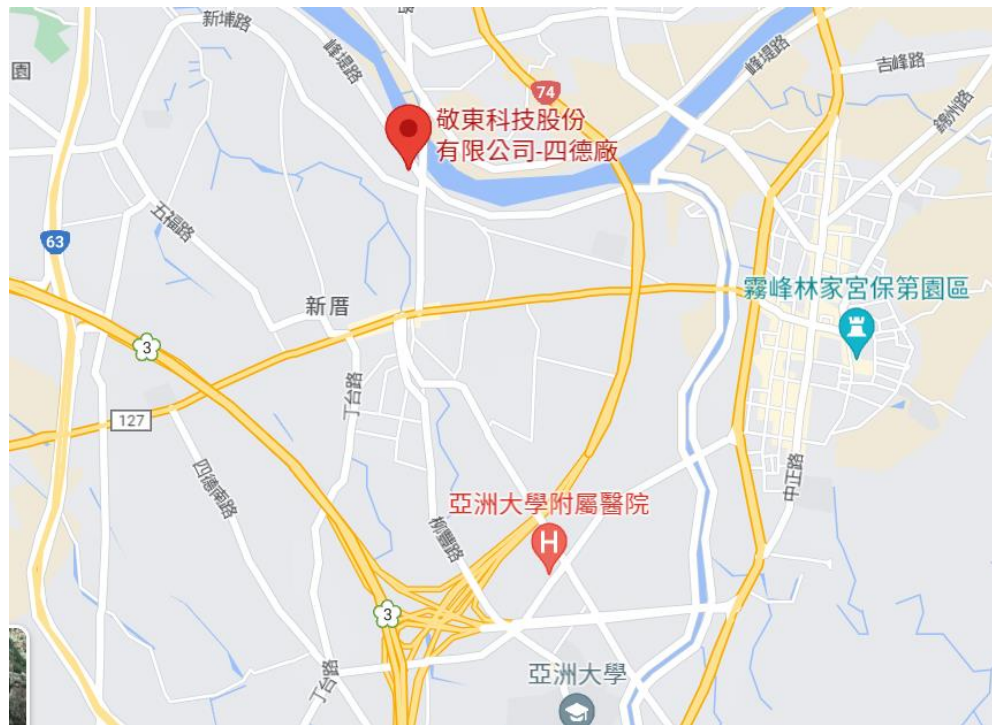 新埔路
峰堤路
環
園
74
峰堤路
吉峰路
錦州路
敬東科技股份
有限公司-四德廠
五福路
63
霧峰林家宮保第園區
新厝
3
127
丁台路
四德南路
中正路
亞洲大學附屬醫院
H
柳豐路
3
丁台路
亞洲大學